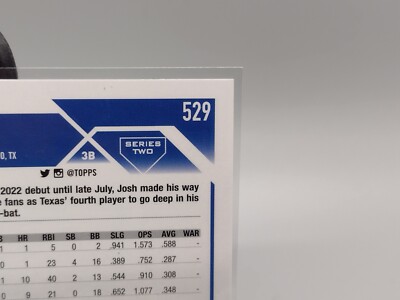 529
SERIES
TWO
O, TX
3B
@TOPPS
2022 debut until late July, Josh made his way
e fans as Texas' fourth player to go deep in his
-bat.
HR RBI SB BB SLG OPS AVG WAR
1 1 5 0 2 .941 1.573 .588 -
1 0 23 4 16 .389 .752 .287 -
11 10 40 2 13 .544 .910 .308 -
0 9 21 0 18 .652 1.077 .348 -